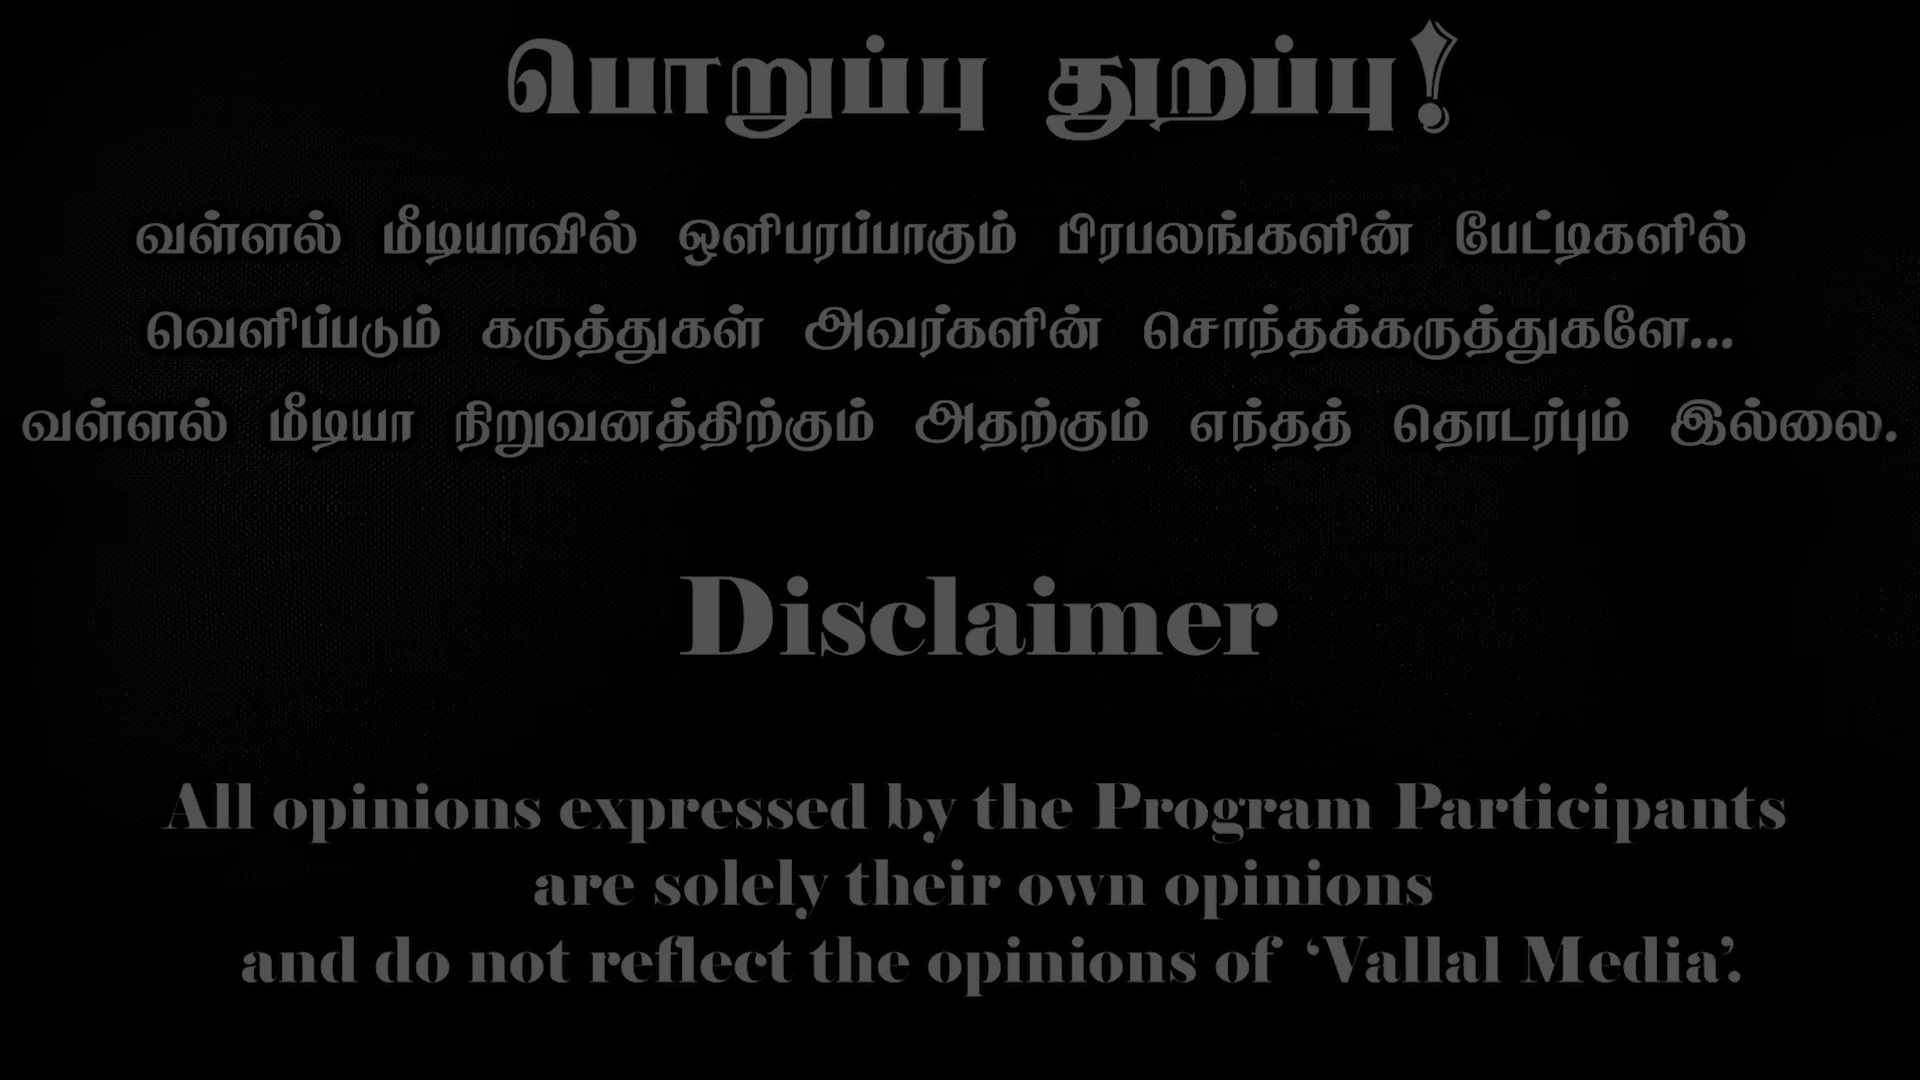 பொறுப்பு துறப்பு!
வள்ளல் மீடியாவில் ஒளிபரப்பாகும் பிரபலங்களின் பேட்டிகளில்
வெளிப்படும் கருத்துகள் அவர்களின் சொந்தக்கருத்துகளே...
வள்ளல் மீடியா நிறுவனத்திற்கும் அதற்கும் எந்தத் தொடர்பும் இல்லை.
Disclaimer
All opinions expressed by the Program Participants
are solely their own opinions
and do not reflect the opinions of ‘Vallal Media’.